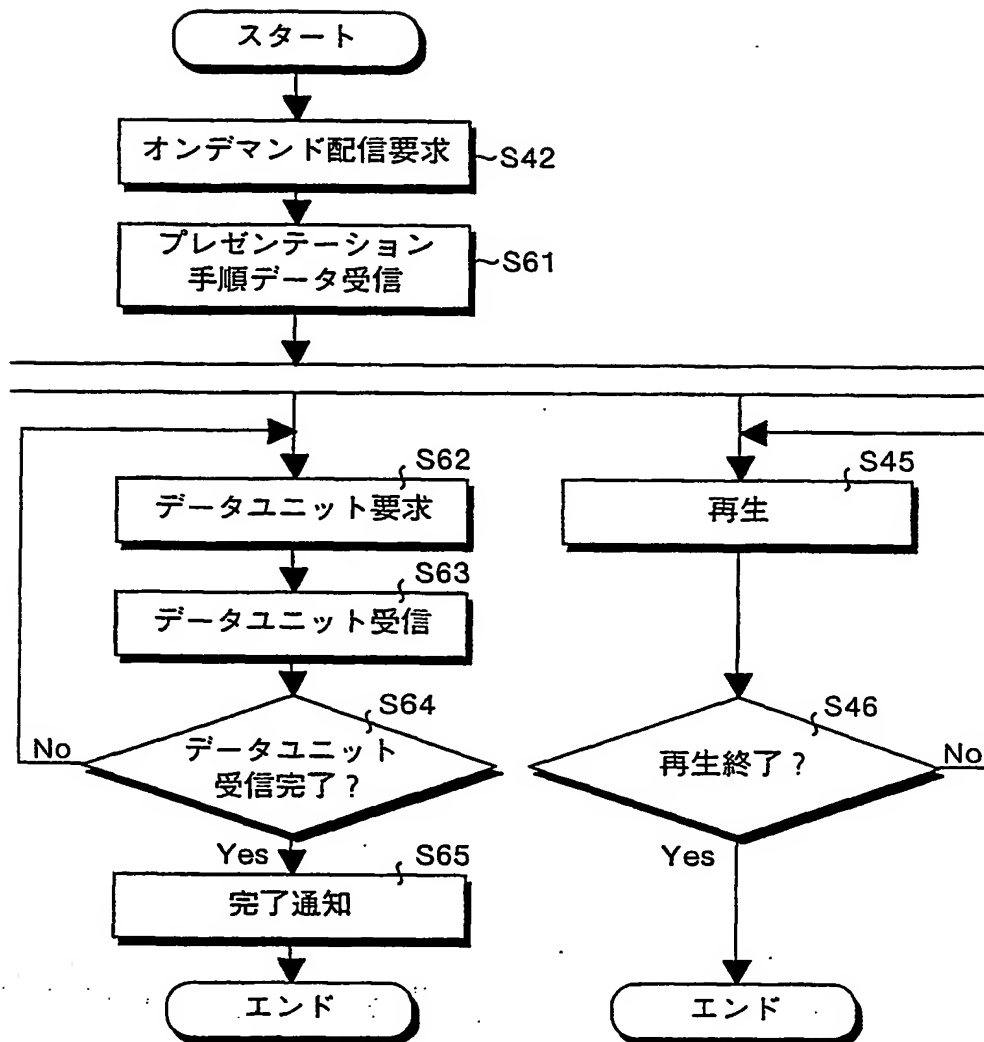 スタート
オンデマンド配信要求
S42
プレゼンテーション
手順データ受信
S61
S62
データユニット要求
S63
データユニット受信
S64
データユニット
受信完了?
No
Yes
S65
完了通知
エンド
S45
再生
S46
再生終了?
No
Yes
エンド